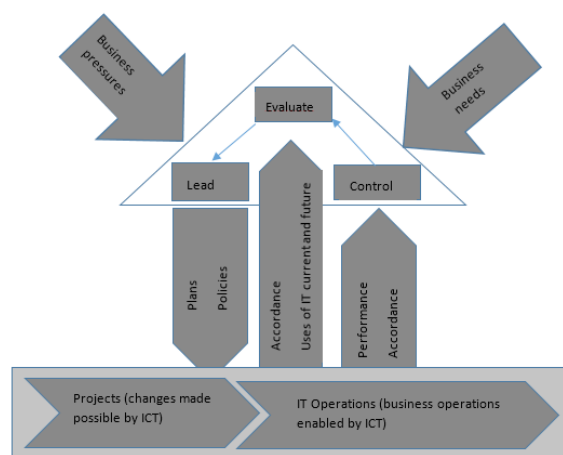 Business
pressures
Business
needs
Evaluate
Lead
Control
Plans
Policies
Accordance
Uses of IT current and future
Performance
Accordance
Projects (changes made
possible by ICT)
IT Operations (business operations
enabled by ICT)